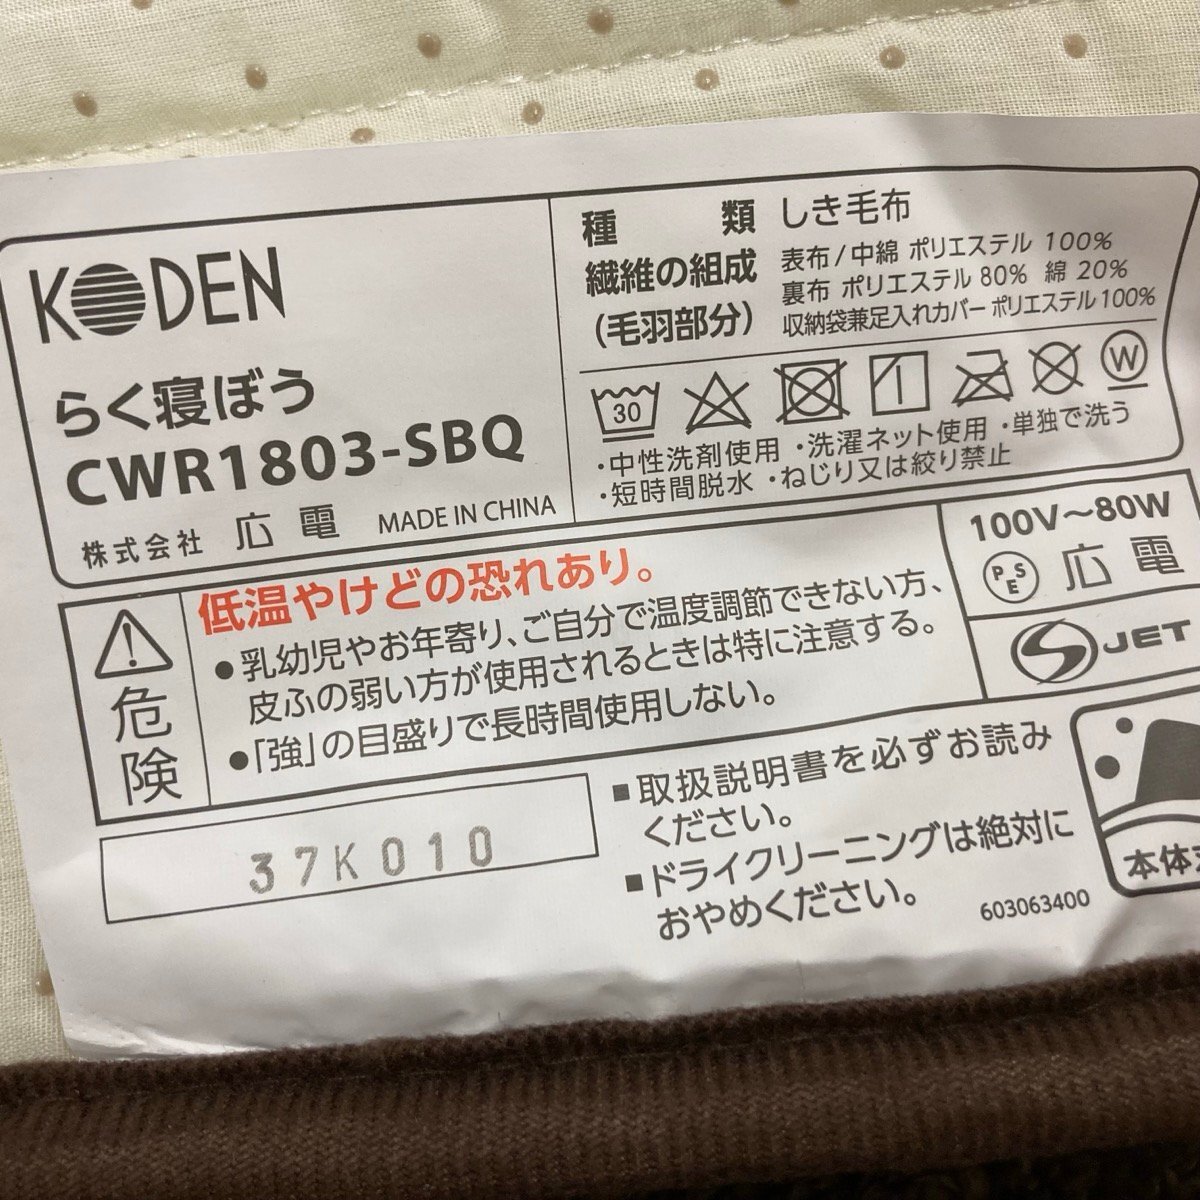 KODEN
らく寝ぼう
CWR1803-SBQ
株式会社 広電 MADE IN CHINA
種類 しき毛布
繊維の組成 (毛羽部分)
表布/中綿 ポリエステル 100%
裏布 ポリエステル 80% 綿 20%
収納袋兼足入れカバー ポリエステル100%
30
W
・中性洗剤使用 ・洗濯ネット使用 ・単独で洗う
・短時間脱水 ・ねじり又は絞り禁止
危険
低温やけどの恐れあり。
●乳幼児やお年寄り、ご自分で温度調節できない方、
皮ふの弱い方が使用されるときは特に注意する。
●「強」の目盛りで長時間使用しない。
100V～80W
PSE 広電
JET
37K010
■取扱説明書を必ずお読み
ください。
■ドライクリーニングは絶対に
おやめください。
603063400
本体